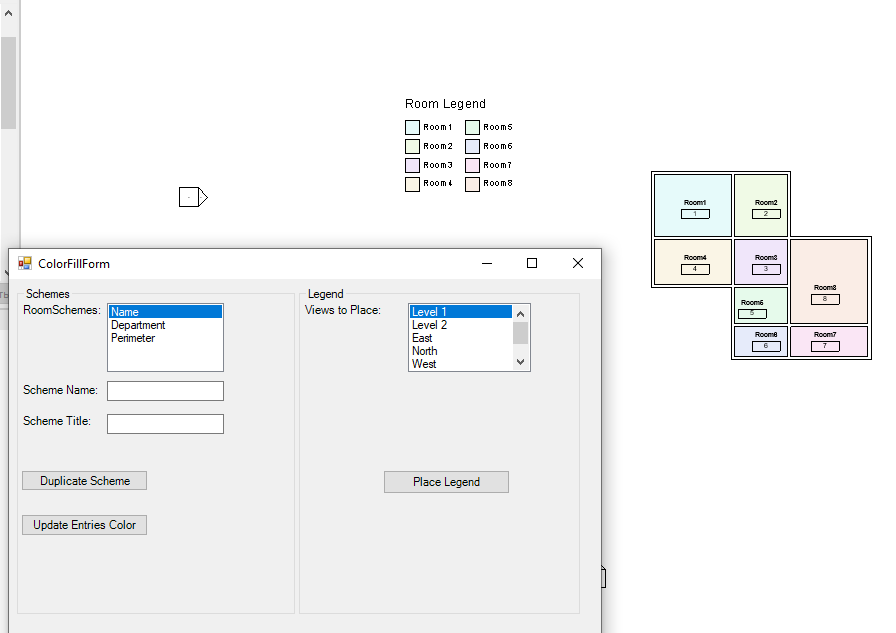 Room Legend
Room1 Room5
Room2 Room6
Room3 Room7
Room4 Room8
Room1
1
Room2
2
Room4
4
Room3
3
Room8
8
Room5
5
Room6
6
Room7
7
ColorFillForm
Schemes
RoomSchemes:
Name
Department
Perimeter
Scheme Name:
Scheme Title:
Duplicate Scheme
Update Entries Color
Legend
Views to Place:
Level 1
Level 2
East
North
West
Place Legend